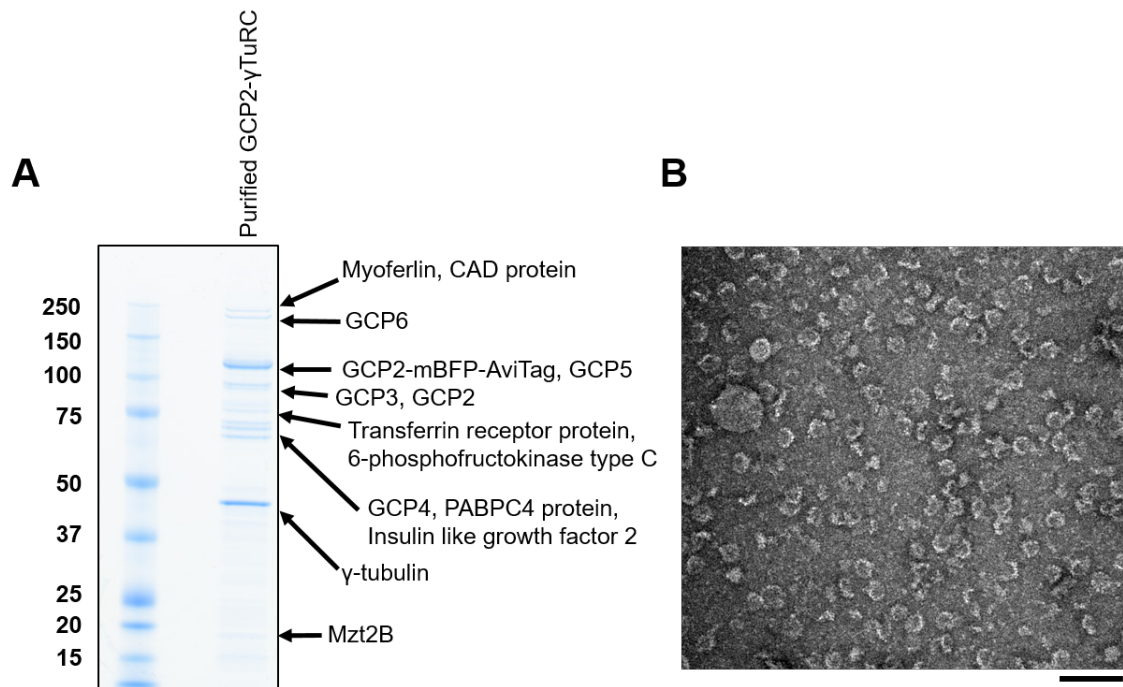 Purified GCP2-γTuRC
A
B
250
150
100
75
50
37
25
20
15
Myoferlin, CAD protein
GCP6
GCP2-mBFP-AviTag, GCP5
GCP3, GCP2
Transferrin receptor protein,
6-phosphofructokinase type C
GCP4, PABPC4 protein,
Insulin like growth factor 2
γ-tubulin
Mzt2B